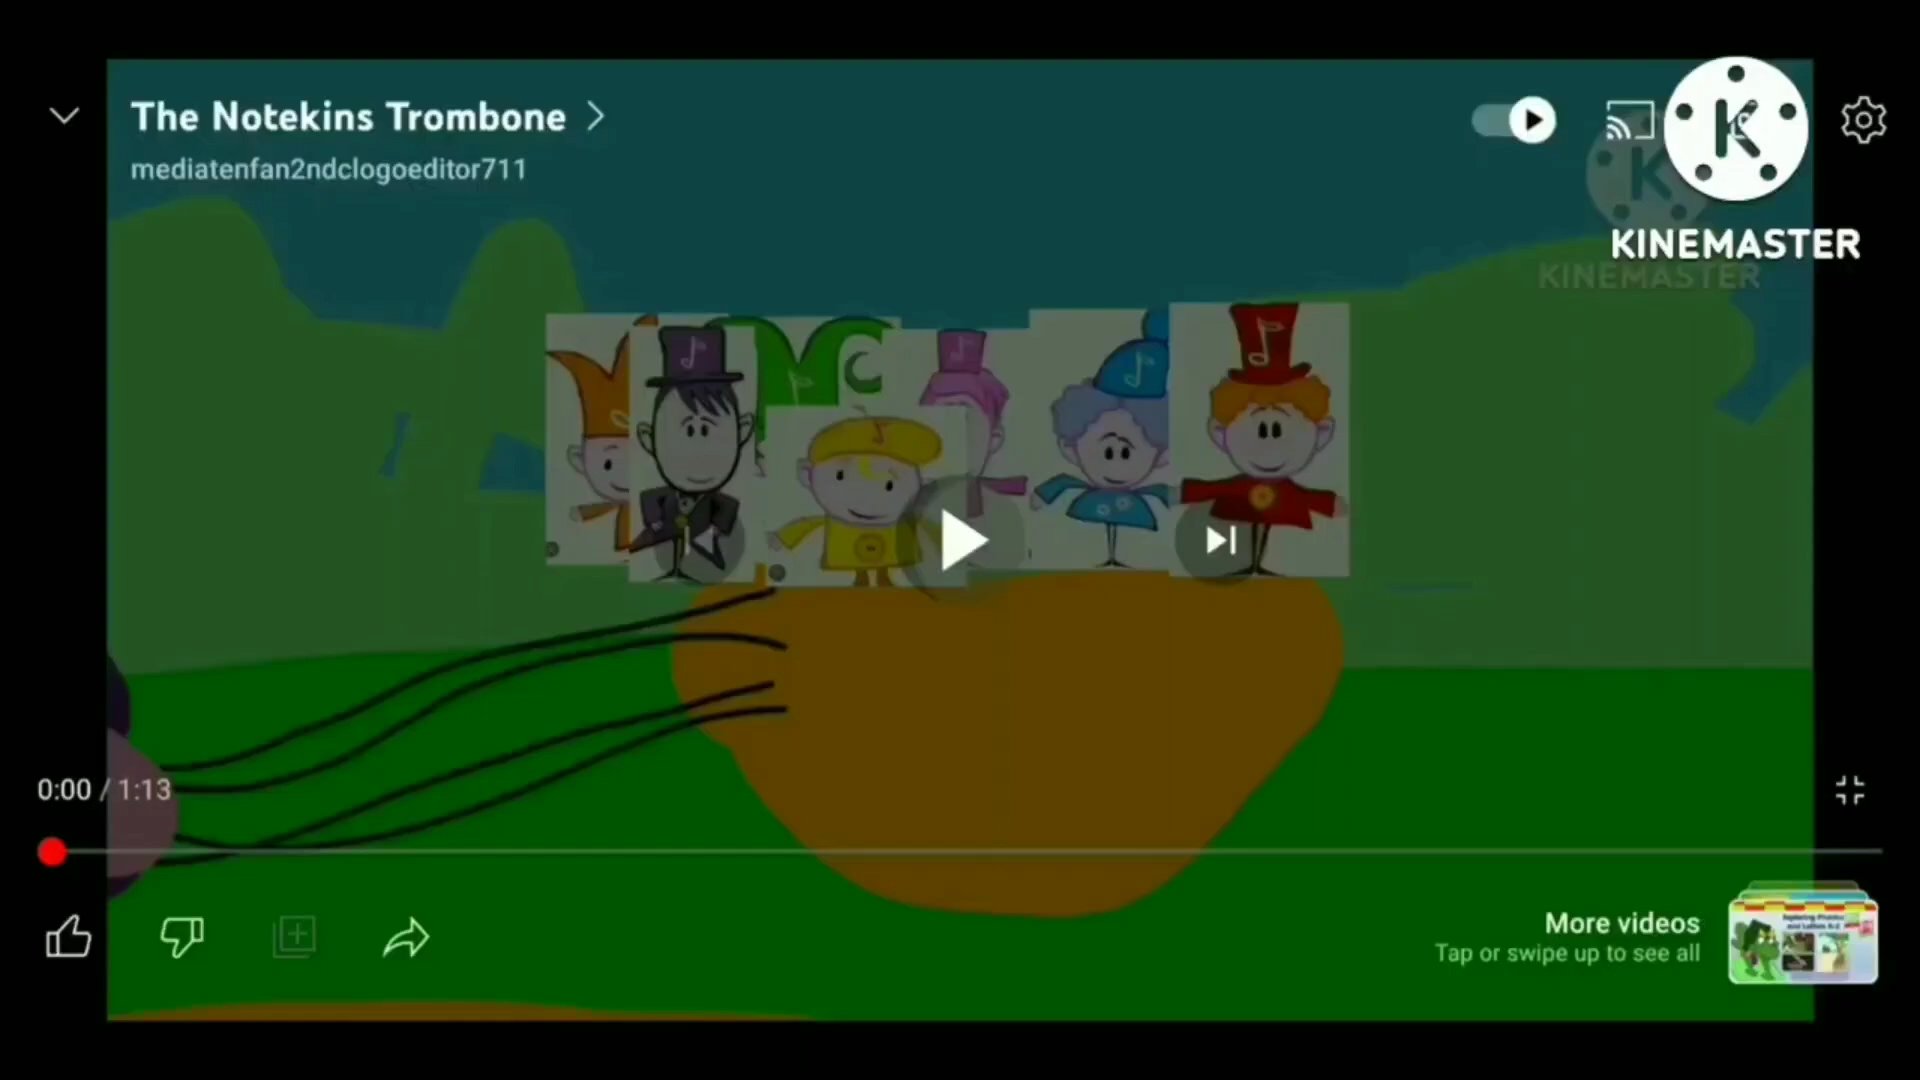 The Notekins Trombone
mediatenfan2ndclogoeditor711
K
KINEMASTER
K
KINEMASTER
0:00 / 1:13
More videos
Tap or swipe up to see all